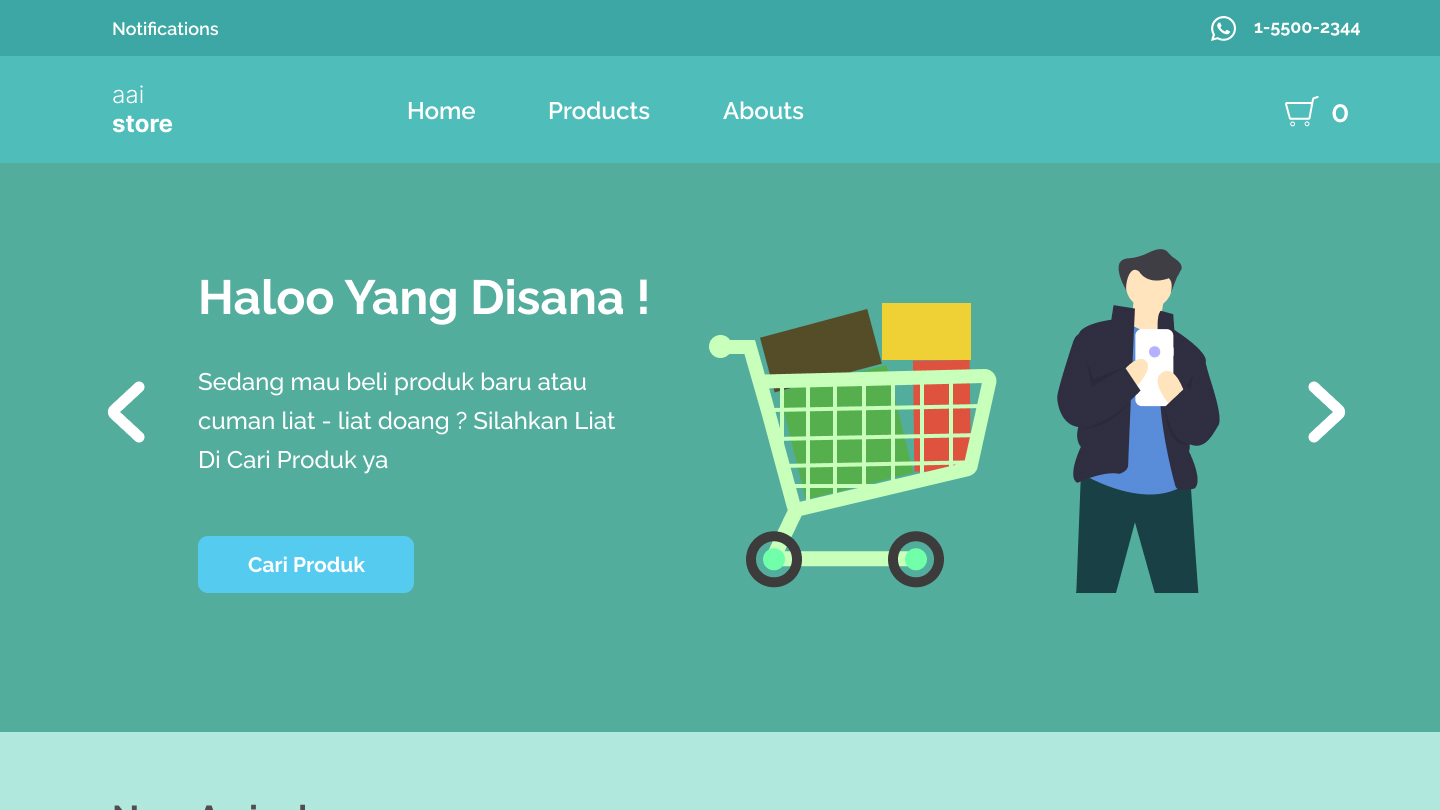 Notifications
1-5500-2344
aai
store
Home
Products
Abouts
0
Haloo Yang Disana !
Sedang mau beli produk baru atau
cuman liat - liat doang ? Silahkan Liat
Di Cari Produk ya
Cari Produk